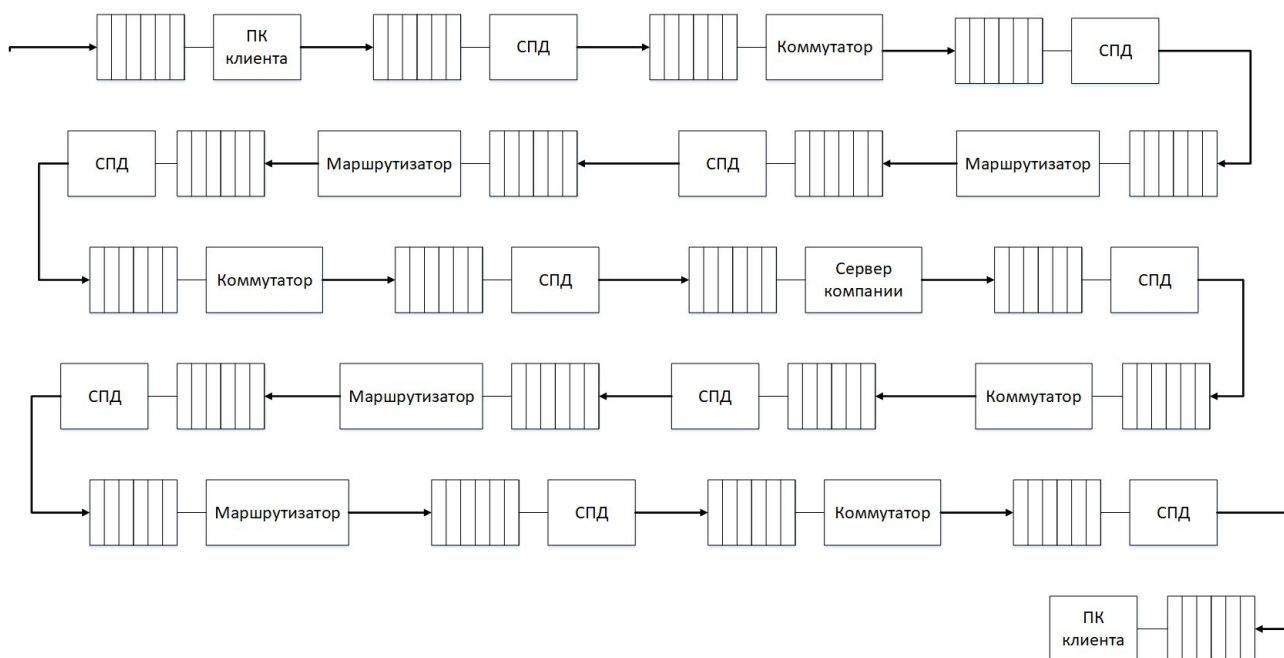 ПК
клиента
СПД
Коммутатор
СПД
СПД
Маршрутизатор
СПД
Маршрутизатор
Коммутатор
СПД
Сервер
компании
СПД
СПД
Маршрутизатор
СПД
Коммутатор
Маршрутизатор
СПД
Коммутатор
СПД
ПК
клиента